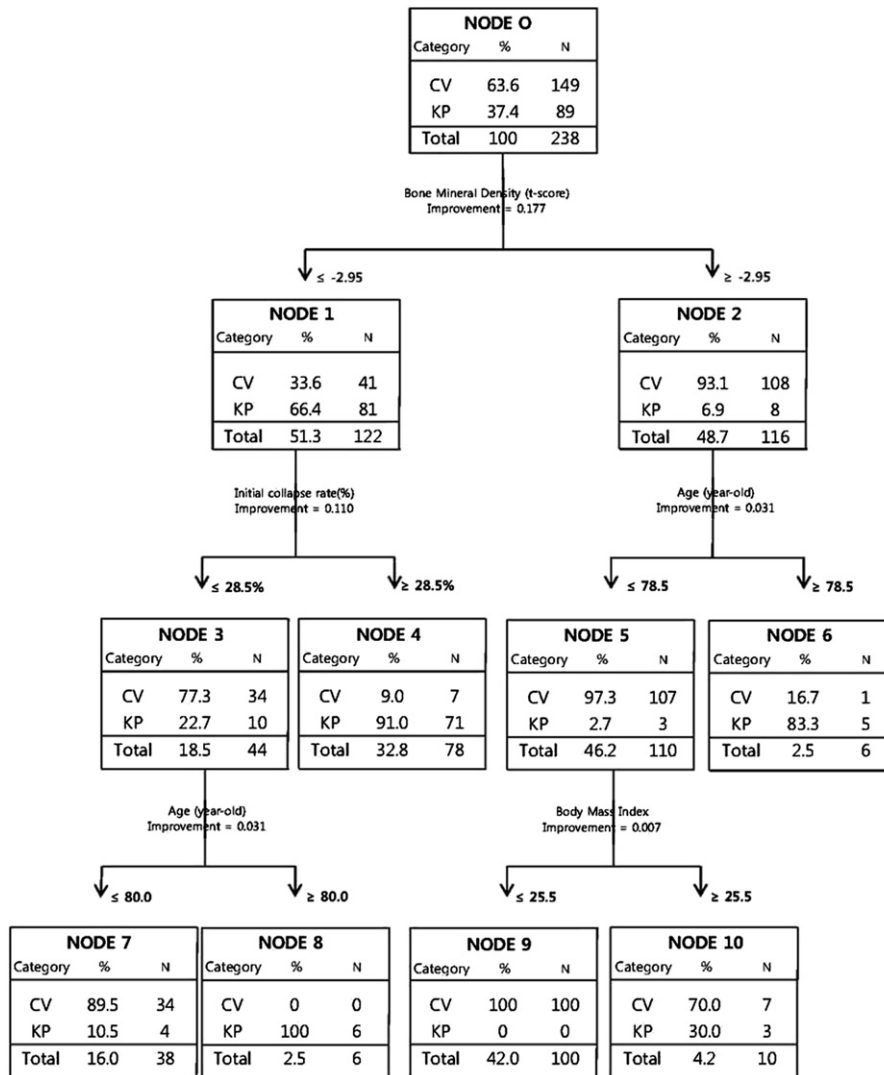 NODE O
Category % N
CV 63.6 149
KP 37.4 89
Total 100 238
Bone Mineral Density (t-score)
Improvement = 0.177
≤ -2.95 ≥ -2.95
NODE 1 NODE 2
Category % N Category % N
CV 33.6 41 CV 93.1 108
KP 66.4 81 KP 6.9 8
Total 51.3 122 Total 48.7 116
Initial collapse rate(%) Age (year-old)
Improvement = 0.110 Improvement = 0.031
≤ 28.5% ≥ 28.5% ≤ 78.5 ≥ 78.5
NODE 3 NODE 4 NODE 5 NODE 6
Category % N Category % N Category % N Category % N
CV 77.3 34 CV 9.0 7 CV 97.3 107 CV 16.7 1
KP 22.7 10 KP 91.0 71 KP 2.7 3 KP 83.3 5
Total 18.5 44 Total 32.8 78 Total 46.2 110 Total 2.5 6
Age (year-old) Body Mass Index
Improvement = 0.031 Improvement = 0.007
≤ 80.0 ≥ 80.0 ≤ 25.5 ≥ 25.5
NODE 7 NODE 8 NODE 9 NODE 10
Category % N Category % N Category % N Category % N
CV 89.5 34 CV 0 0 CV 100 100 CV 70.0 7
KP 10.5 4 KP 100 6 KP 0 0 KP 30.0 3
Total 16.0 38 Total 2.5 6 Total 42.0 100 Total 4.2 10